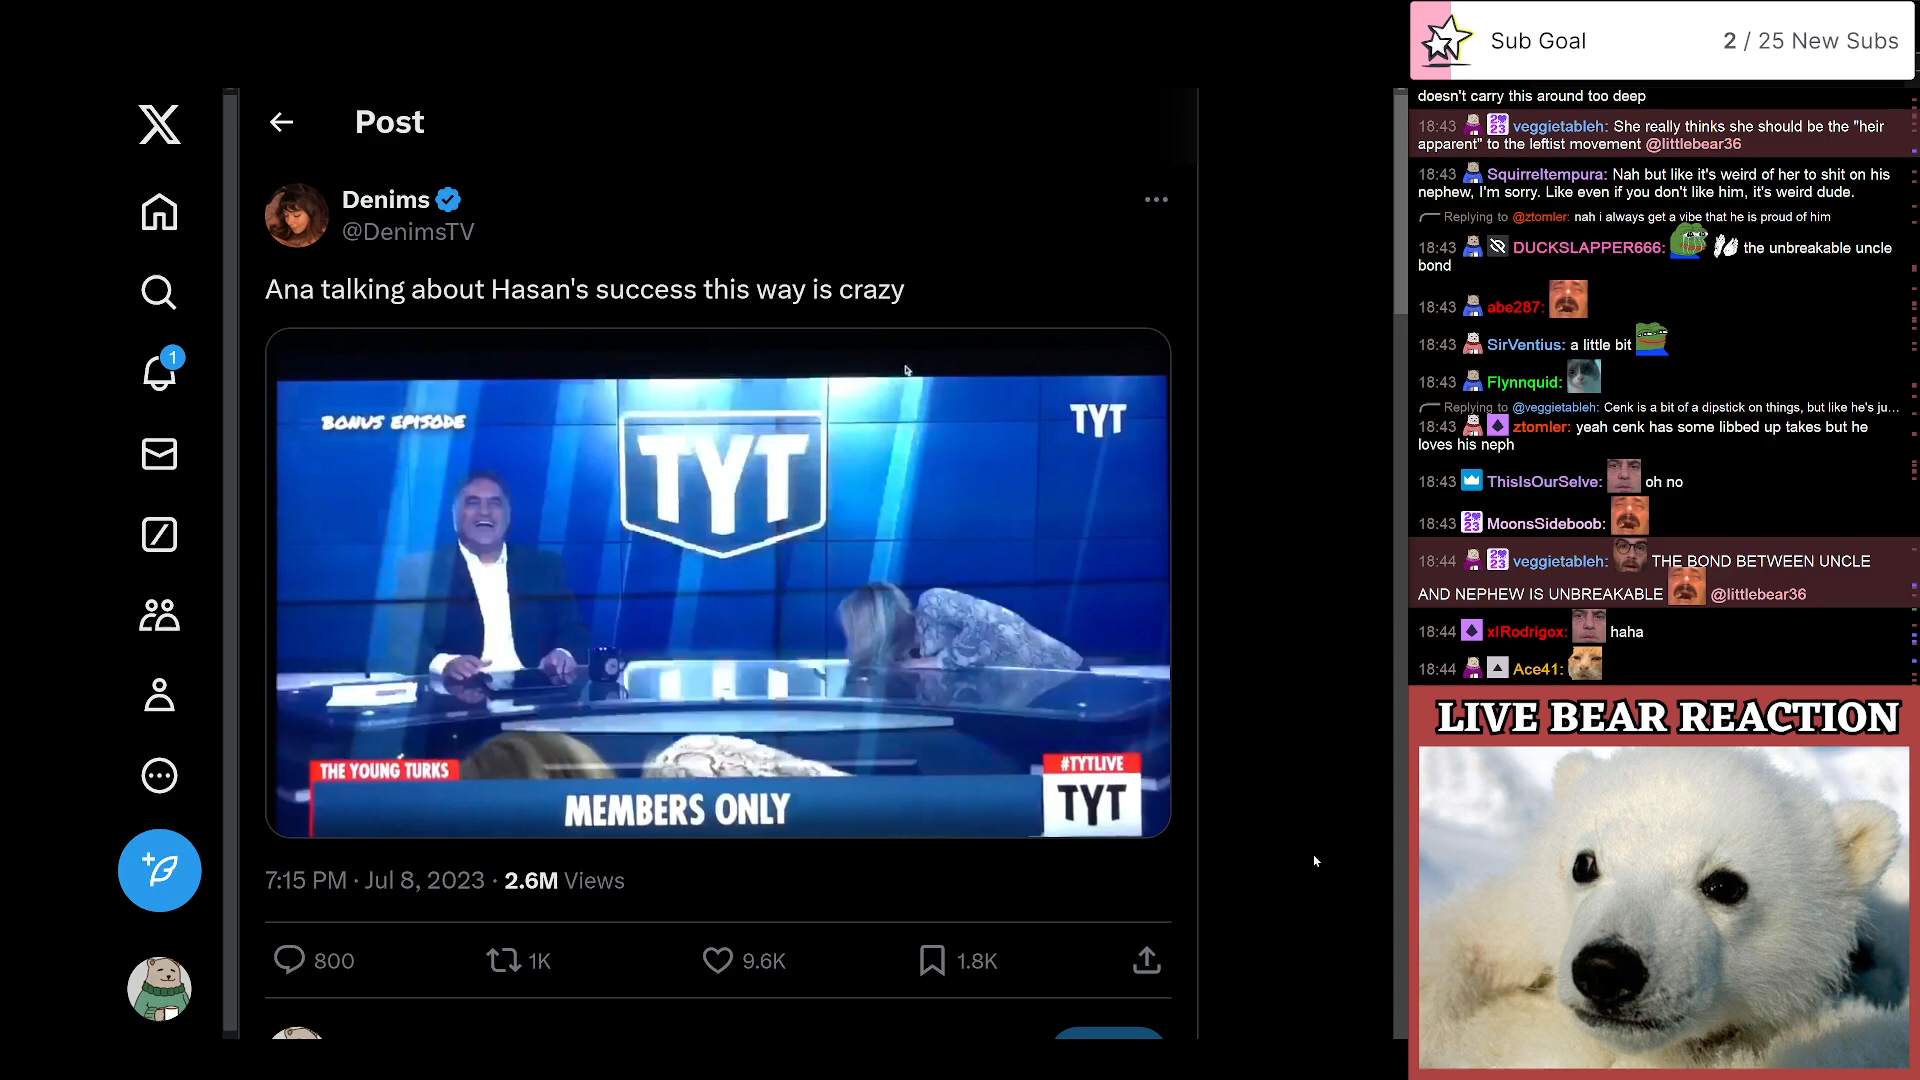 Sub Goal 2 / 25 New Subs
Post
Denims
@DenimsTV
Ana talking about Hasan's success this way is crazy
BONUS EPISODE
TYT
TYT
THE YOUNG TURKS
#TYTLIVE
MEMBERS ONLY
TYT
7:15 PM · Jul 8, 2023 · 2.6M Views
800
1K
9.6K
1.8K
1
doesn't carry this around too deep
18:43 veggietableh: She really thinks she should be the "heir
apparent" to the leftist movement @littlebear36
18:43 Squirreltempura: Nah but like it's weird of her to shit on his
nephew, I'm sorry. Like even if you don't like him, it's weird dude.
Replying to @ztomler: nah i always get a vibe that he is proud of him
18:43 DUCKSLAPPER666: the unbreakable uncle
bond
18:43 abe287:
18:43 SirVentius: a little bit
18:43 Flynnquid:
Replying to @veggietableh: Cenk is a bit of a dipstick on things, but like he's ju...
18:43 ztomler: yeah cenk has some libbed up takes but he
loves his neph
18:43 ThisIsOurSelve: oh no
18:43 MoonsSideboob:
18:44 veggietableh: THE BOND BETWEEN UNCLE
AND NEPHEW IS UNBREAKABLE @littlebear36
18:44 xlRodrigox: haha
18:44 Ace41:
LIVE BEAR REACTION